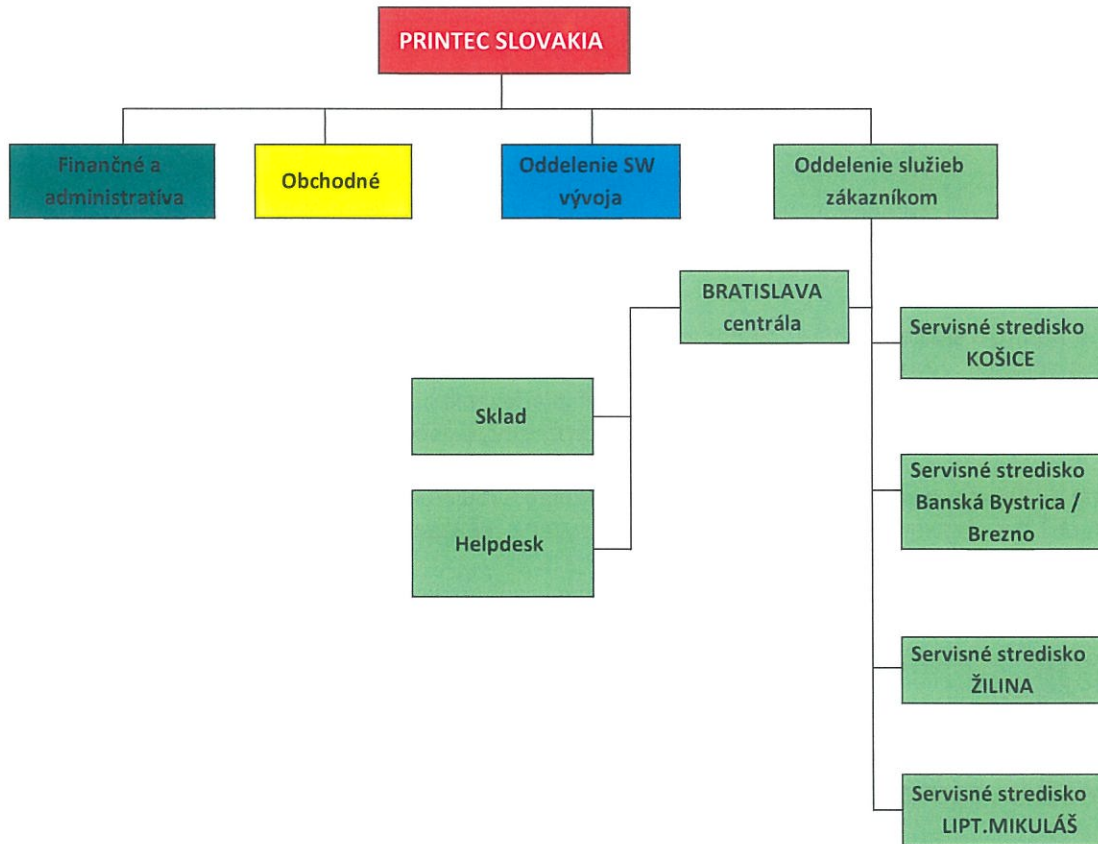 PRINTEC SLOVAKIA
Finančné a
administratíva
Obchodné
Oddelenie SW
vývoja
Oddelenie služieb
zákazníkom
BRATISLAVA
centrála
Servisné stredisko
KOŠICE
Sklad
Servisné stredisko
Banská Bystrica /
Brezno
Helpdesk
Servisné stredisko
ŽILINA
Servisné stredisko
LIPT.MIKULÁŠ